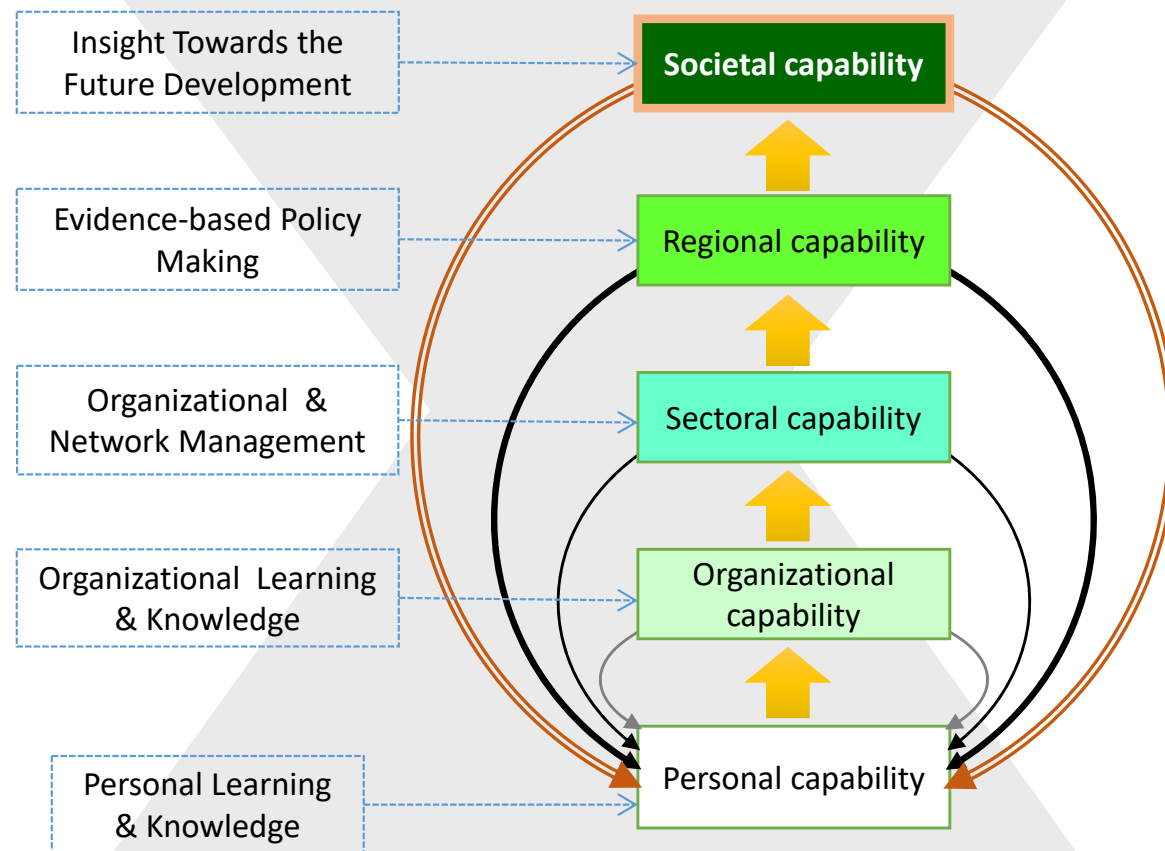 Insight Towards the
Future Development
Societal capability
Evidence-based Policy
Making
Regional capability
Organizational &
Network Management
Sectoral capability
Organizational Learning
& Knowledge
Organizational
capability
Personal Learning
& Knowledge
Personal capability